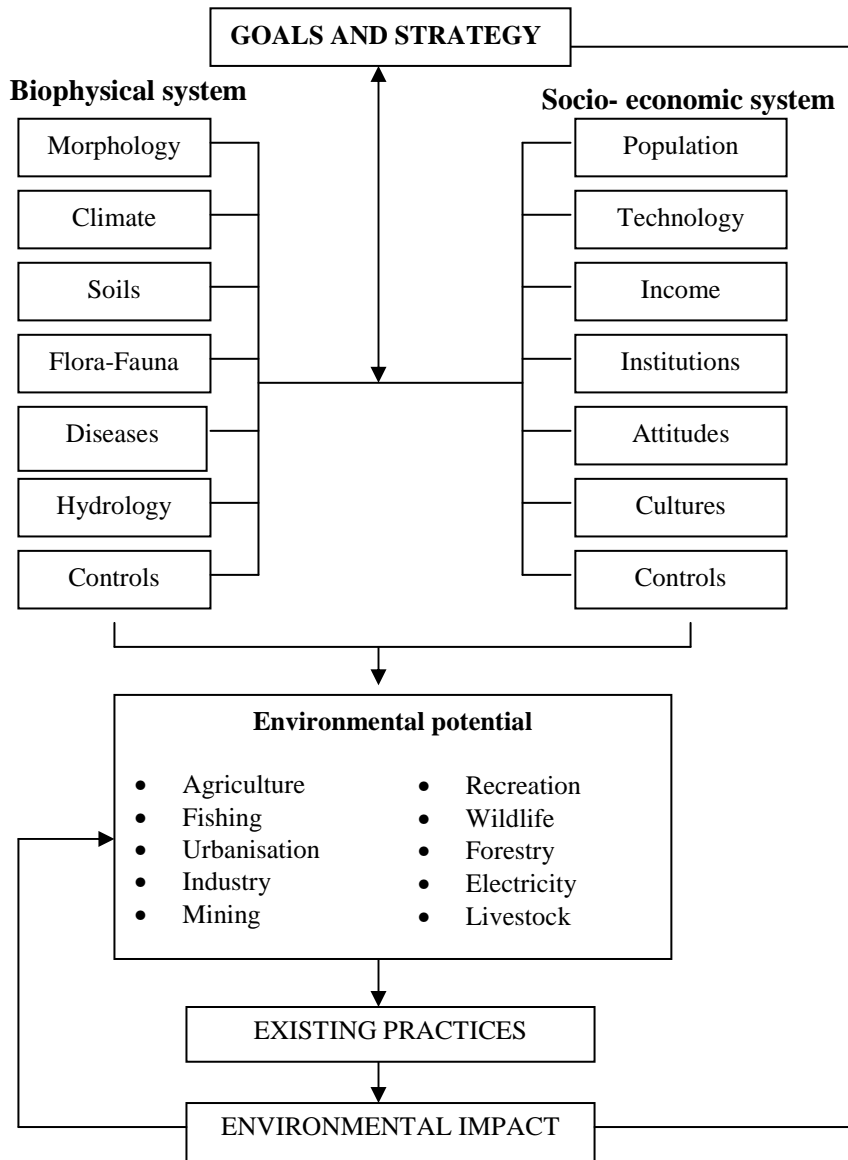 GOALS AND STRATEGY
Biophysical system
Socio- economic system
Morphology
Climate
Soils
Flora-Fauna
Diseases
Hydrology
Controls
Population
Technology
Income
Institutions
Attitudes
Cultures
Controls
Environmental potential
• Agriculture
• Fishing
• Urbanisation
• Industry
• Mining
• Recreation
• Wildlife
• Forestry
• Electricity
• Livestock
EXISTING PRACTICES
ENVIRONMENTAL IMPACT